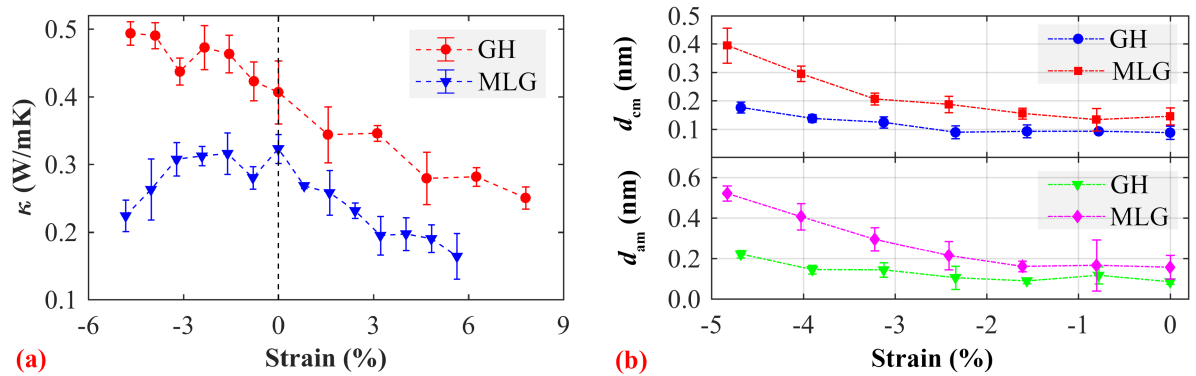 0.5
0.4
0.3
0.2
0.1
κ (W/mK)
GH
MLG
-6
-3
0
3
6
9
Strain (%)
(a)
0.5
0.4
0.3
0.2
0.1
d_cm (nm)
GH
MLG
0.6
0.4
0.2
0.0
d_am (nm)
GH
MLG
-5
-4
-3
-2
-1
0
Strain (%)
(b)